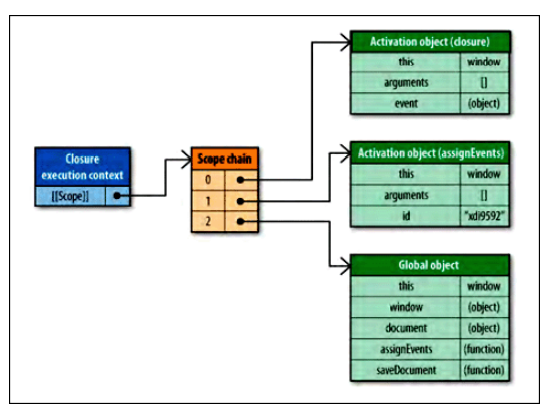 Activation object (closure)
this window
arguments []
event (object)
Closure
execution context
[[Scope]]
Scope chain
0
1
2
Activation object (assignEvents)
this window
arguments []
id "xdi9592"
Global object
this window
window (object)
document (object)
assignEvents (function)
saveDocument (function)